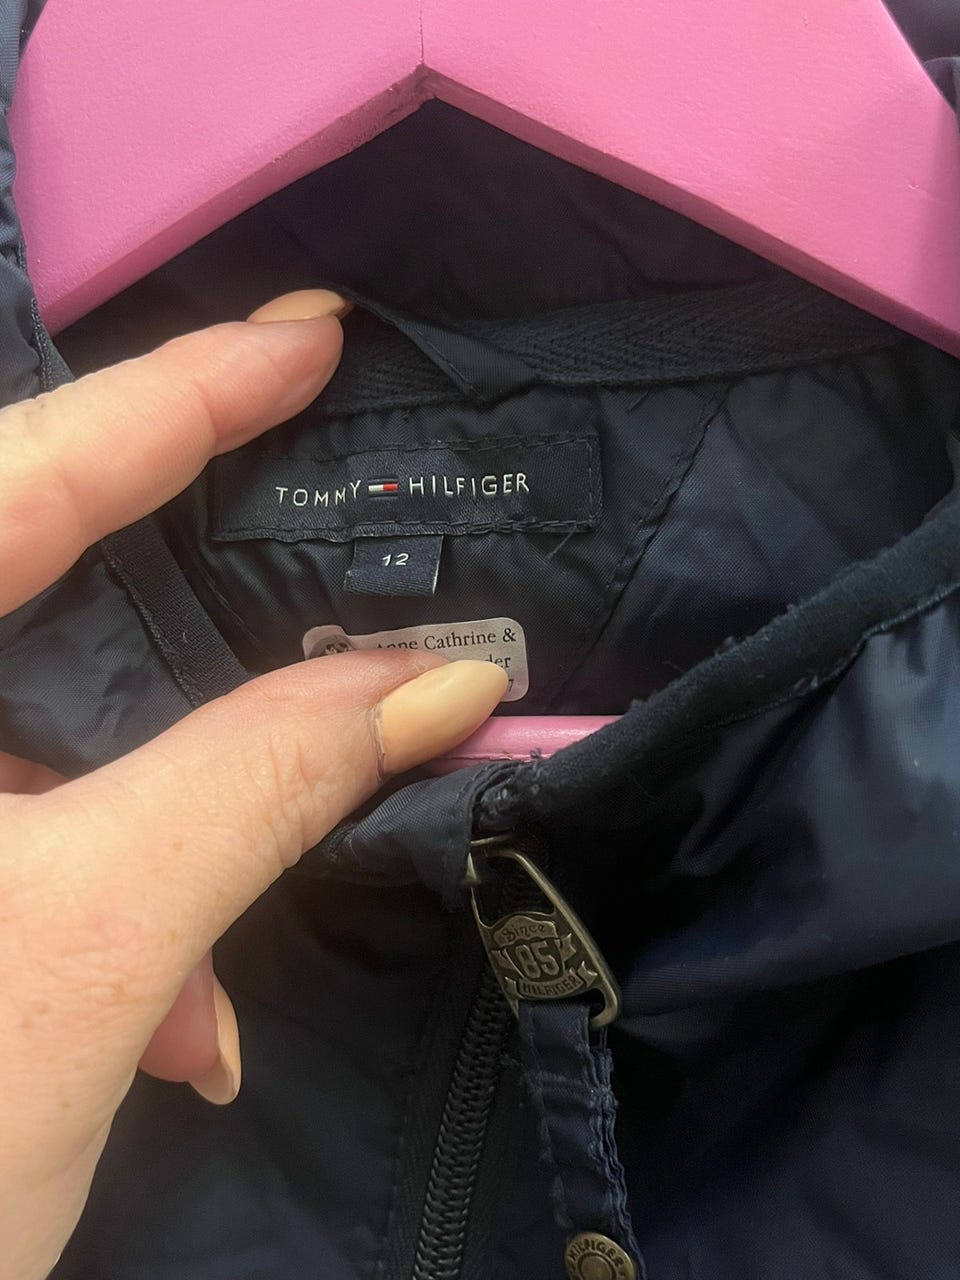 TOMMY HILFIGER
12
Anne Cathrine &
Since
85
HILFIGER
HILFIGER